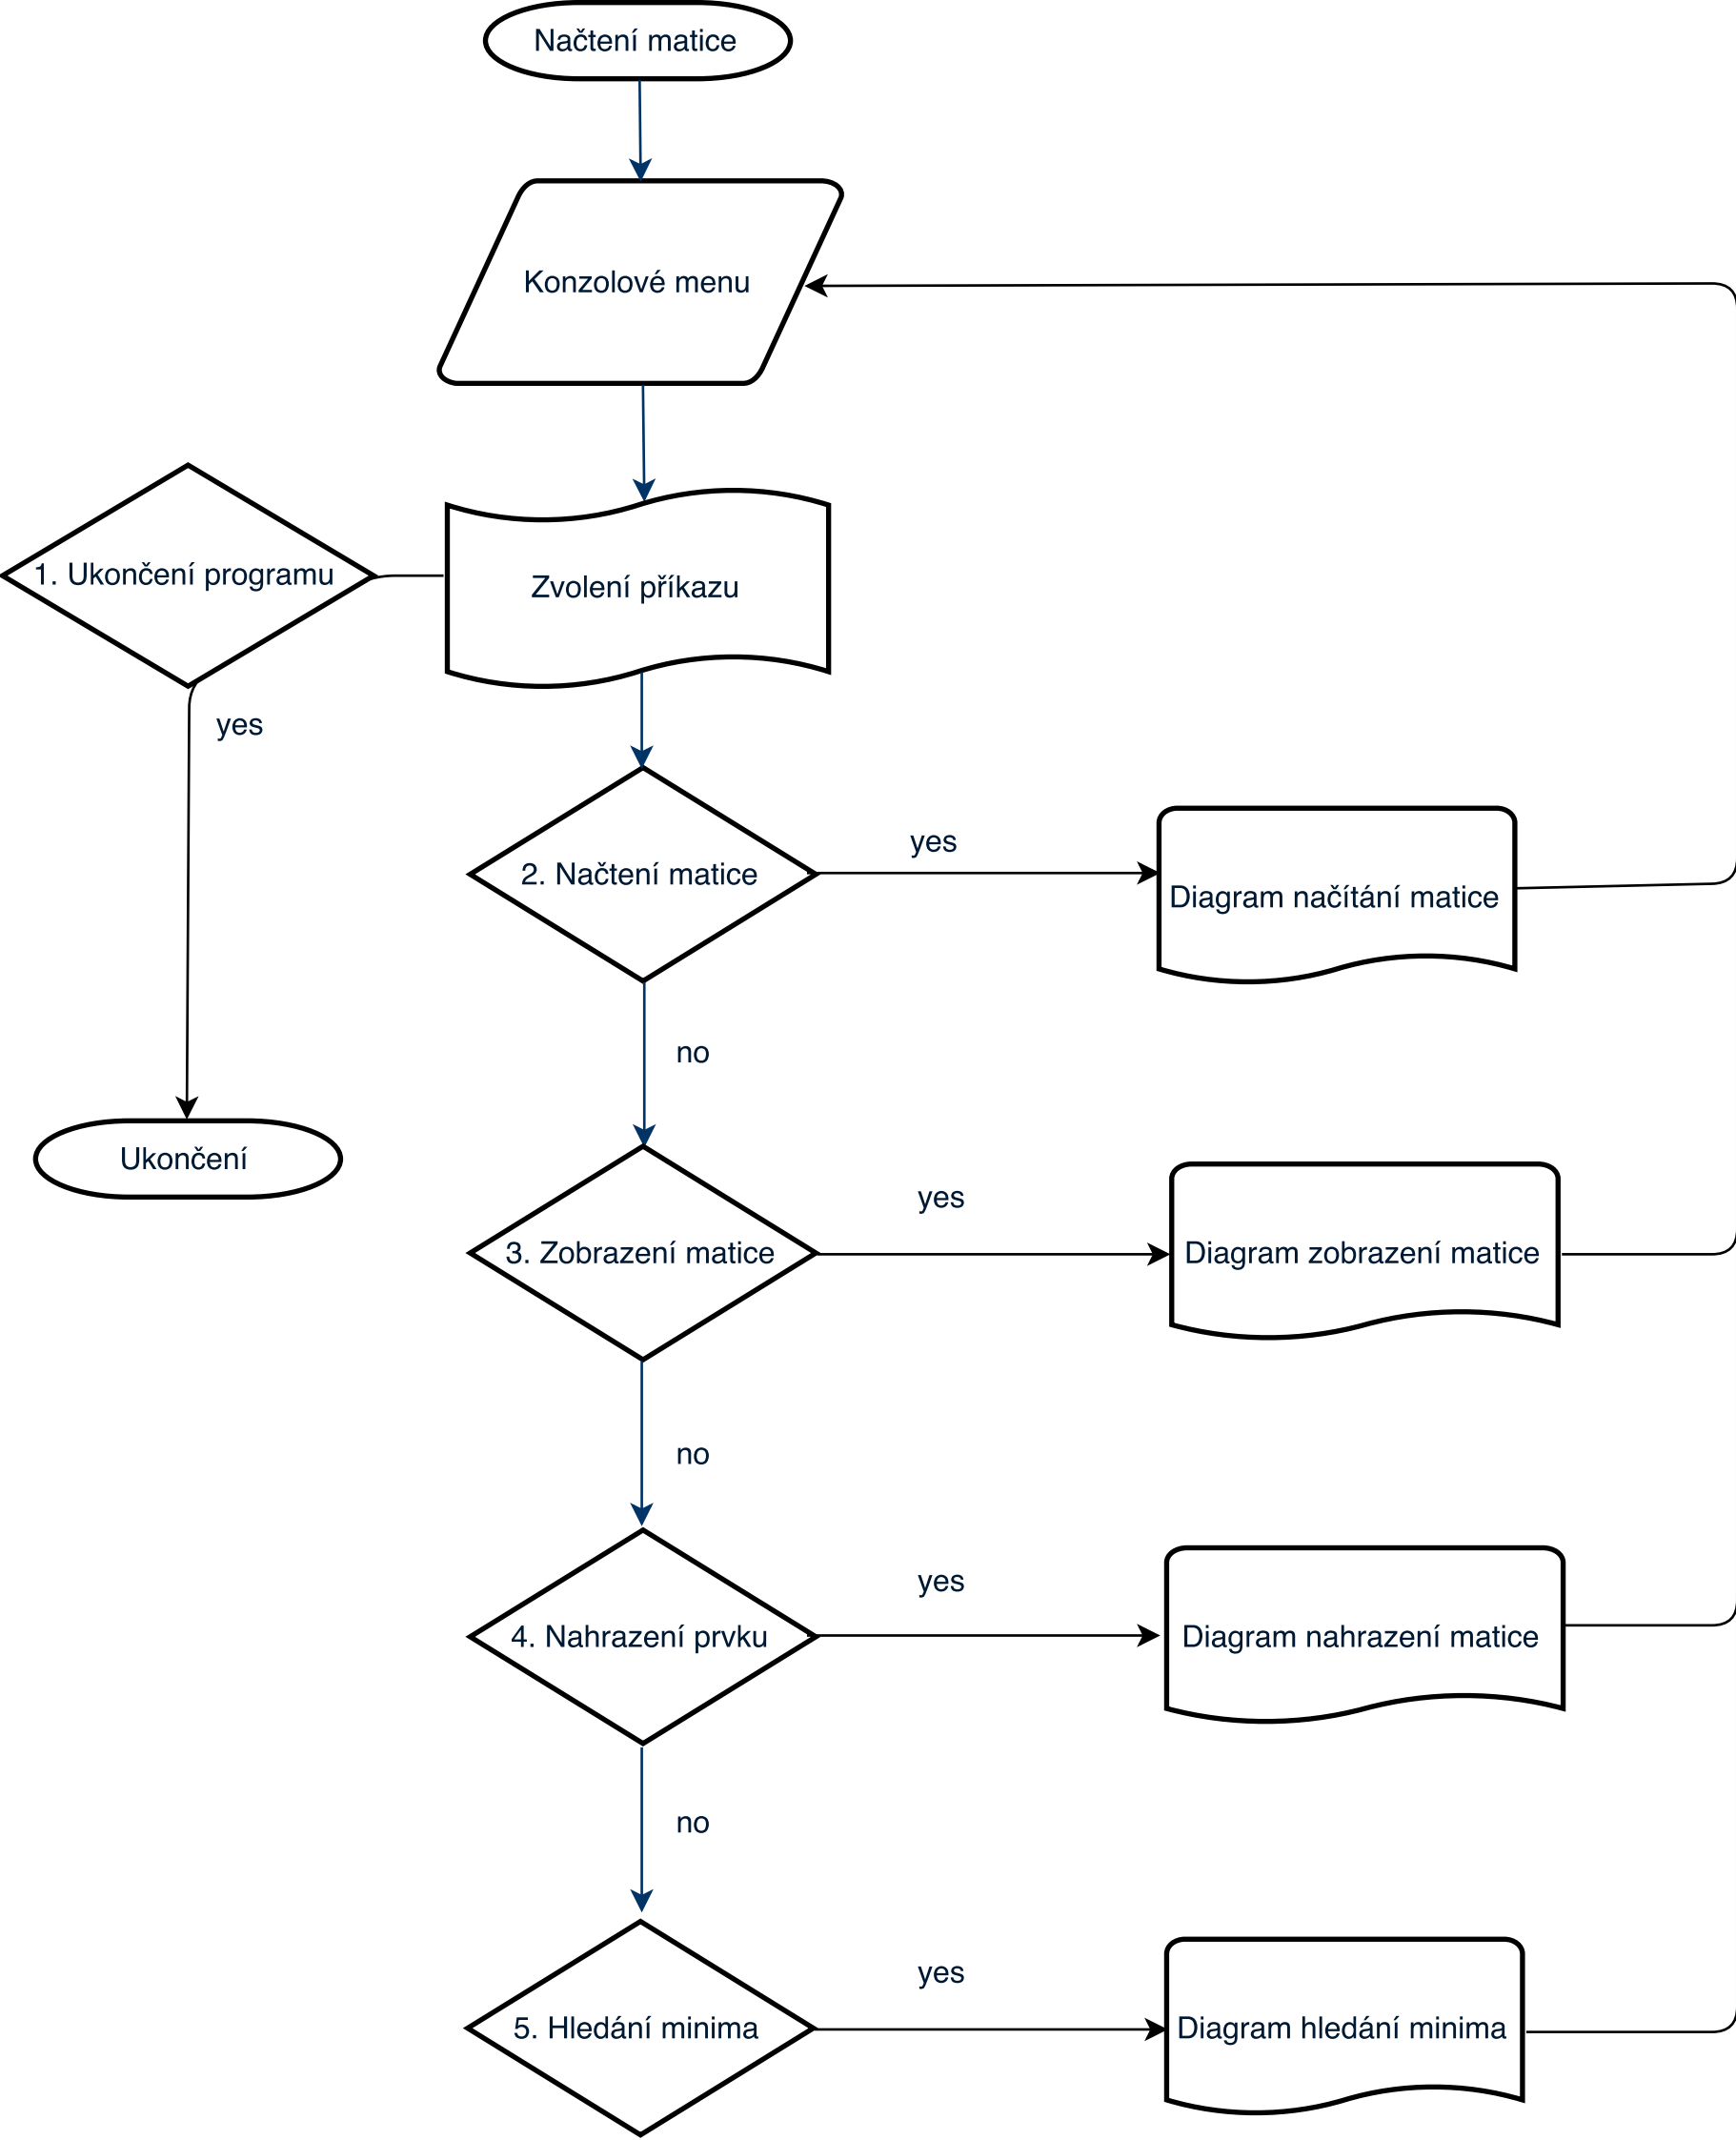 Načtení matice
Konzolové menu
1. Ukončení programu
Zvolení příkazu
yes
2. Načtení matice
yes
Diagram načítání matice
no
Ukončení
3. Zobrazení matice
yes
Diagram zobrazení matice
no
4. Nahrazení prvku
yes
Diagram nahrazení matice
no
5. Hledání minima
yes
Diagram hledání minima